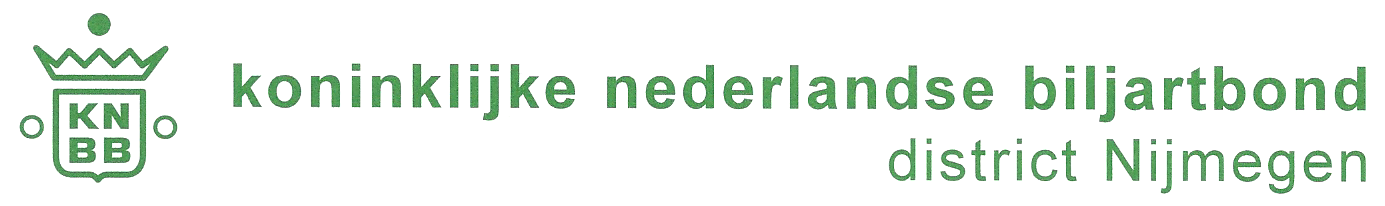 KN
BB
koninklijke nederlandse biljartbond
district Nijmegen